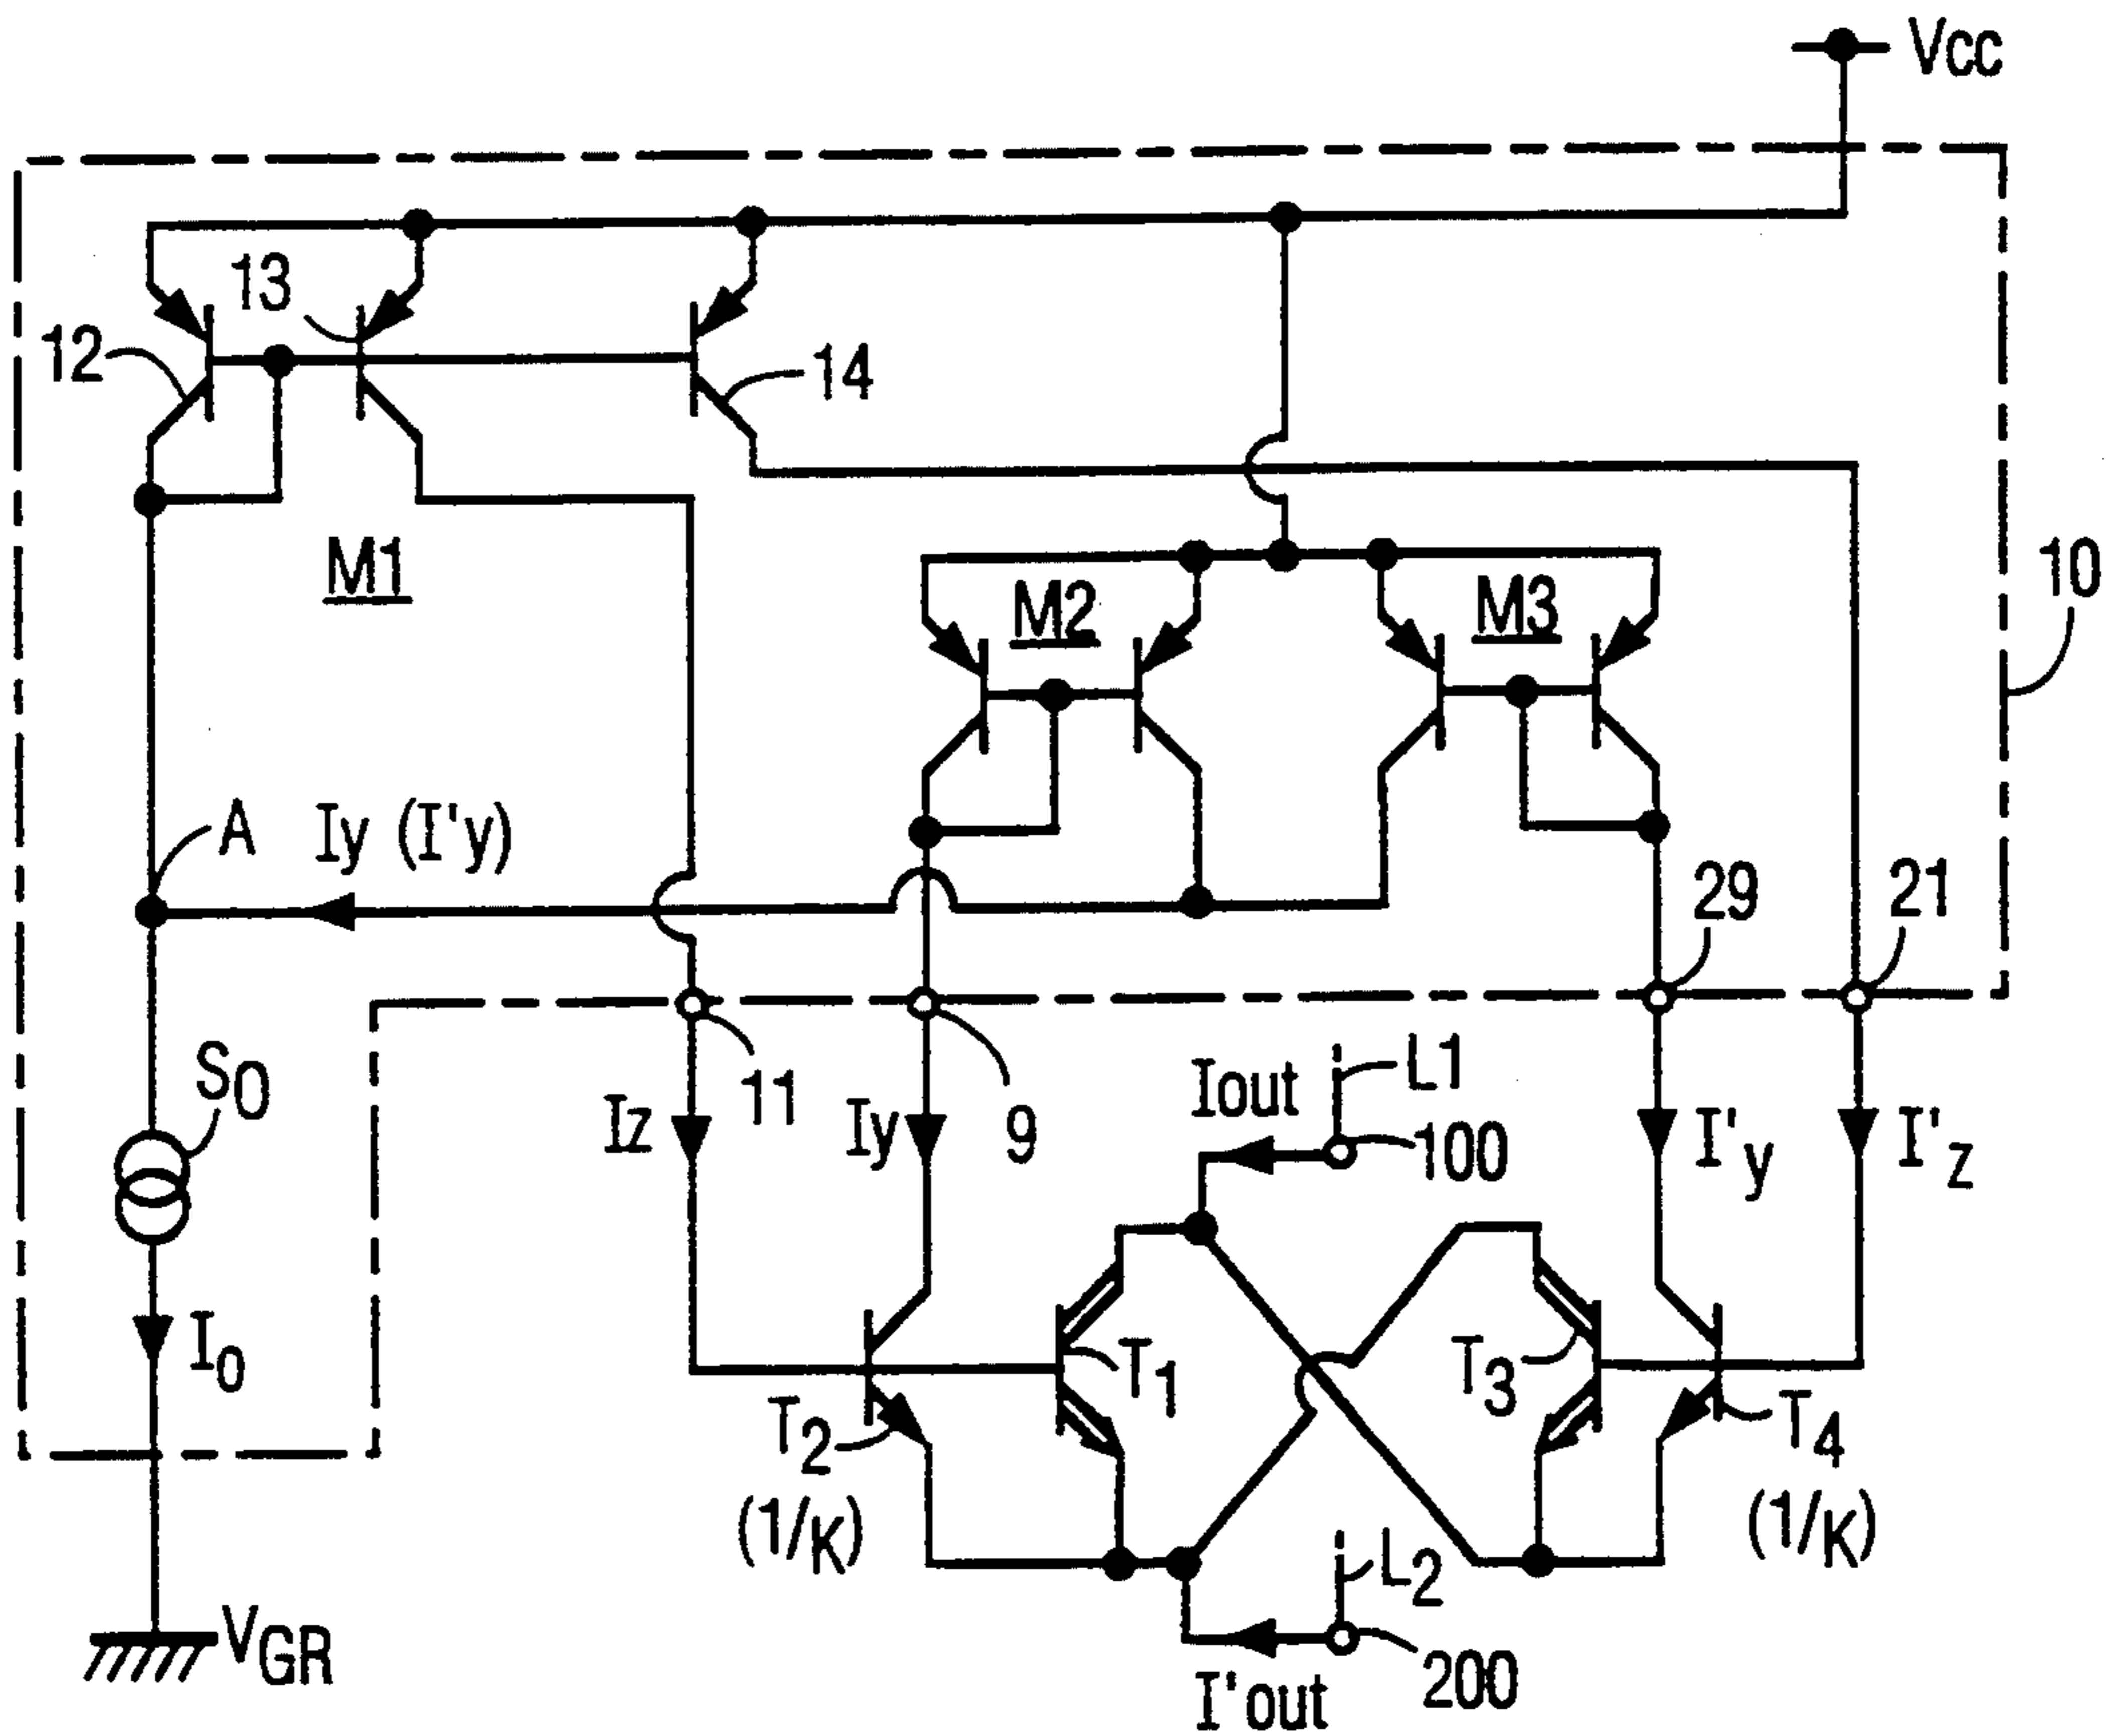 VCC
13
12
14
M1
10
M2
M3
A
Iy (I'y)
29
21
S0
11
9
Iz
Iy
Iout
L1
100
I'y
I'z
I0
T1
T2
(1/K)
T3
T4
(1/K)
L2
200
I'out
VGR